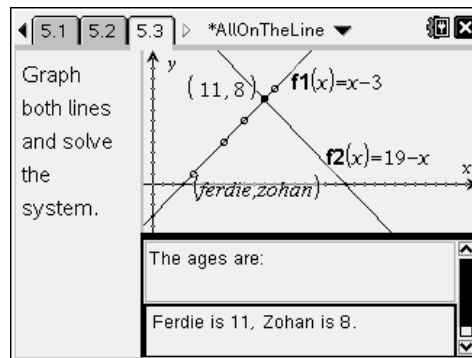 5.1 5.2 5.3 *AllOnTheLine
Graph
both lines
and solve
the
system.
y
(11,8)
f1(x)=x−3
f2(x)=19−x
x
(ferdie,zohan)
The ages are:
Ferdie is 11, Zohan is 8.